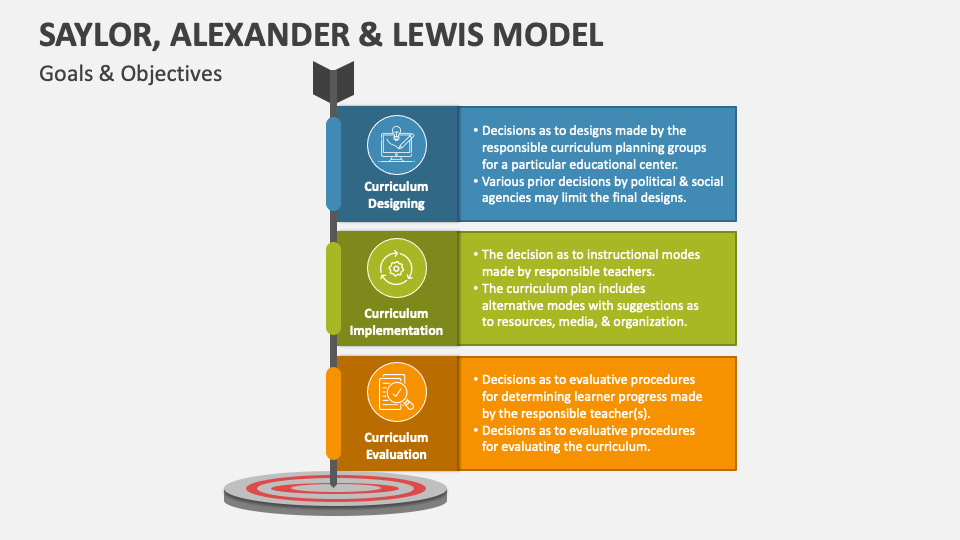 SAYLOR, ALEXANDER & LEWIS MODEL
Goals & Objectives
Curriculum
Designing
• Decisions as to designs made by the
responsible curriculum planning groups
for a particular educational center.
• Various prior decisions by political & social
agencies may limit the final designs.
Curriculum
Implementation
• The decision as to instructional modes
made by responsible teachers.
• The curriculum plan includes
alternative modes with suggestions as
to resources, media, & organization.
Curriculum
Evaluation
• Decisions as to evaluative procedures
for determining learner progress made
by the responsible teacher(s).
• Decisions as to evaluative procedures
for evaluating the curriculum.